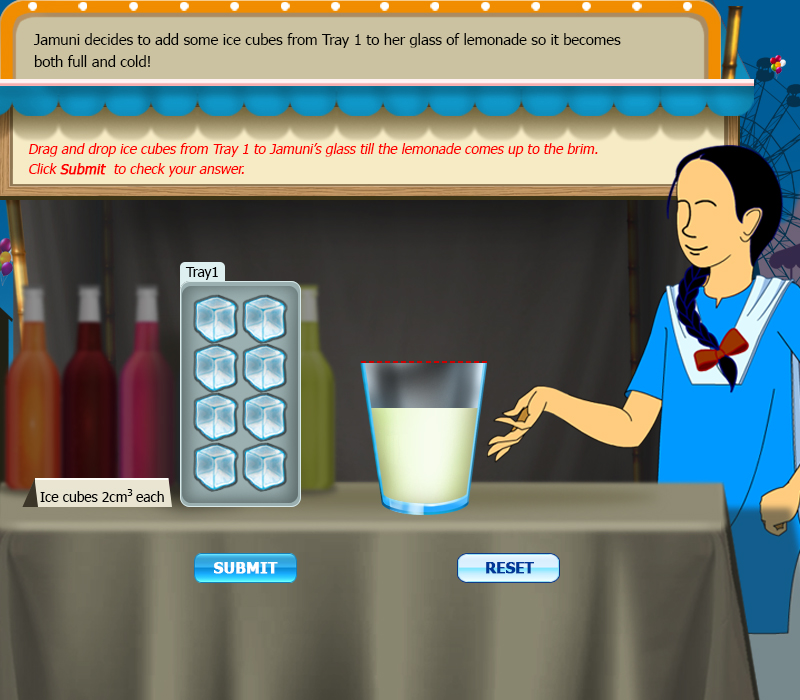 Jamuni decides to add some ice cubes from Tray 1 to her glass of lemonade so it becomes
both full and cold!
Drag and drop ice cubes from Tray 1 to Jamuni's glass till the lemonade comes up to the brim.
Click Submit to check your answer.
Tray1
Ice cubes 2cm³ each
SUBMIT
RESET